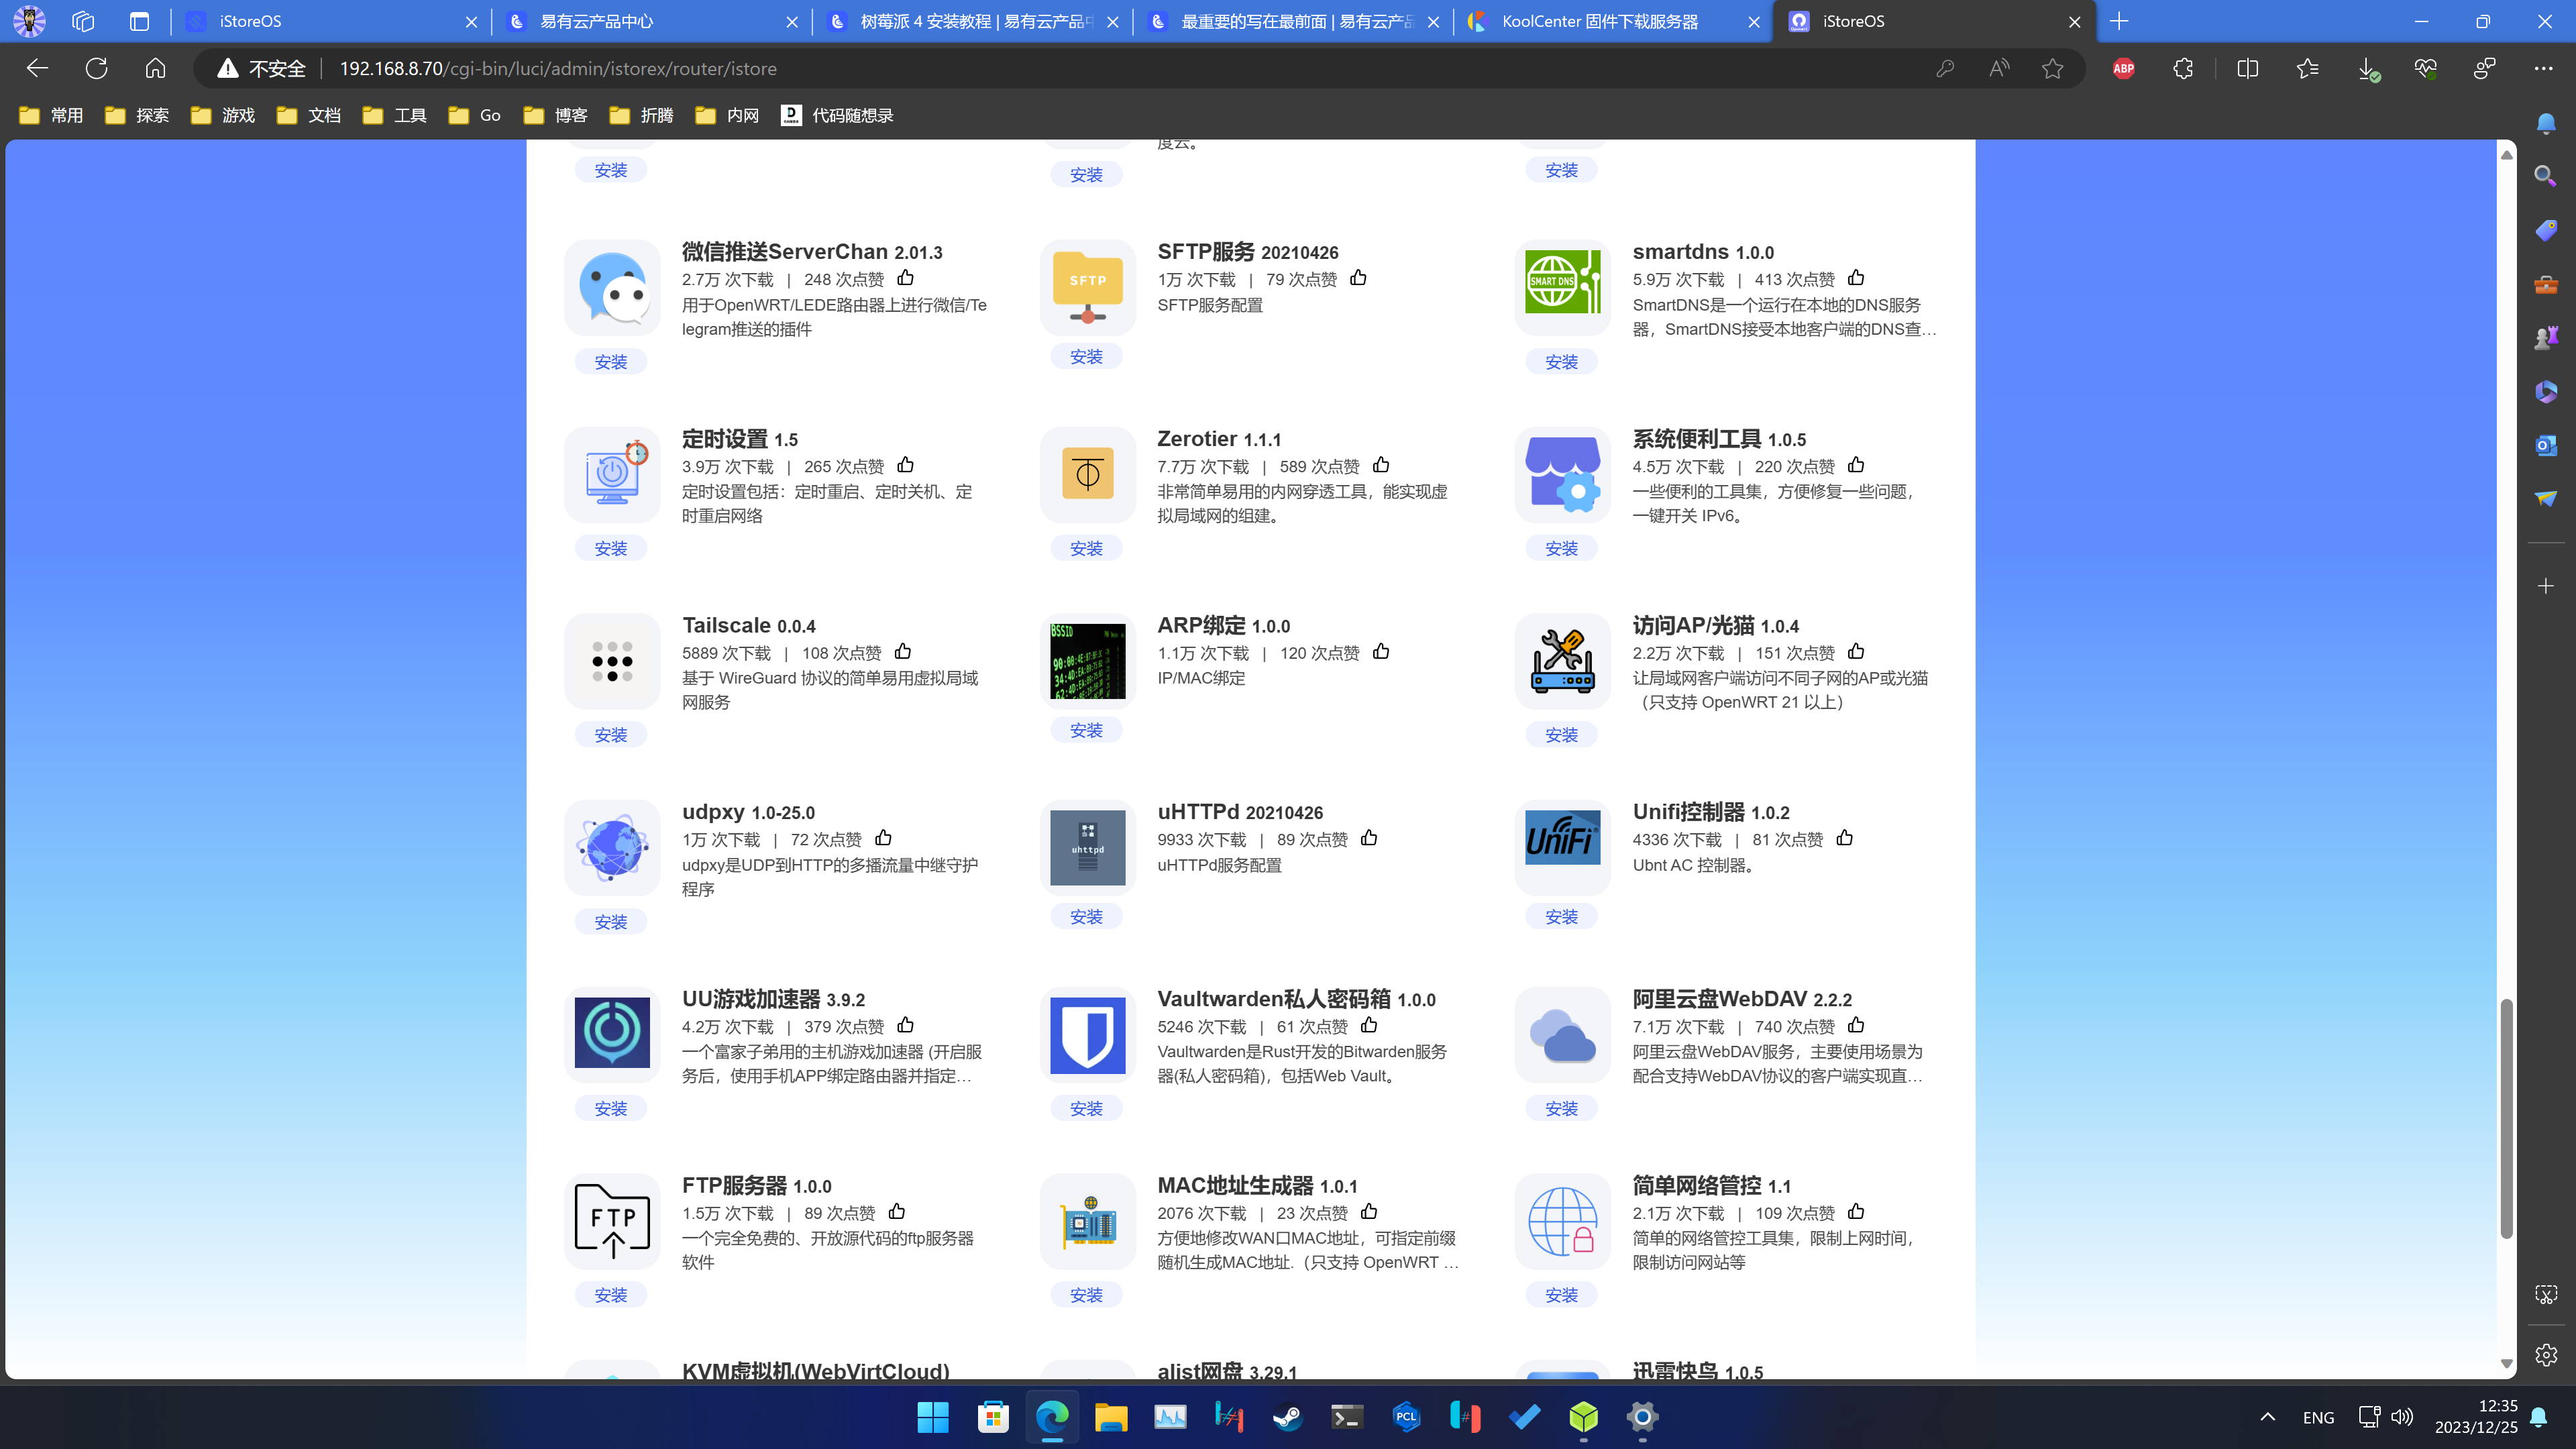 iStoreOS
易有云产品中心
树莓派 4 安装教程 | 易有云产品中
最重要的写在最前面 | 易有云产品
KoolCenter 固件下载服务器
iStoreOS
不安全
192.168.8.70/cgi-bin/luci/admin/istorex/router/istore
ABP
常用
探索
游戏
文档
工具
Go
博客
折腾
内网
代码随想录
度云。
安装
安装
安装
微信推送ServerChan 2.01.3
2.7万 次下载 | 248 次点赞
用于OpenWRT/LEDE路由器上进行微信/Te
legram推送的插件
安装
SFTP
SFTP服务 20210426
1万 次下载 | 79 次点赞
SFTP服务配置
安装
SMART DNS
smartdns 1.0.0
5.9万 次下载 | 413 次点赞
SmartDNS是一个运行在本地的DNS服务
器，SmartDNS接受本地客户端的DNS查…
安装
定时设置 1.5
3.9万 次下载 | 265 次点赞
定时设置包括：定时重启、定时关机、定
时重启网络
安装
Zerotier 1.1.1
7.7万 次下载 | 589 次点赞
非常简单易用的内网穿透工具，能实现虚
拟局域网的组建。
安装
系统便利工具 1.0.5
4.5万 次下载 | 220 次点赞
一些便利的工具集，方便修复一些问题，
一键开关 IPv6。
安装
Tailscale 0.0.4
5889 次下载 | 108 次点赞
基于 WireGuard 协议的简单易用虚拟局域
网服务
安装
BSSID
ARP绑定 1.0.0
1.1万 次下载 | 120 次点赞
IP/MAC绑定
安装
访问AP/光猫 1.0.4
2.2万 次下载 | 151 次点赞
让局域网客户端访问不同子网的AP或光猫
（只支持 OpenWRT 21 以上）
安装
udpxy 1.0-25.0
1万 次下载 | 72 次点赞
udpxy是UDP到HTTP的多播流量中继守护
程序
安装
uhttpd
uHTTPd 20210426
9933 次下载 | 89 次点赞
uHTTPd服务配置
安装
UniFi
Unifi控制器 1.0.2
4336 次下载 | 81 次点赞
Ubnt AC 控制器。
安装
UU游戏加速器 3.9.2
4.2万 次下载 | 379 次点赞
一个富家子弟用的主机游戏加速器 (开启服
务后，使用手机APP绑定路由器并指定…
安装
Vaultwarden私人密码箱 1.0.0
5246 次下载 | 61 次点赞
Vaultwarden是Rust开发的Bitwarden服务
器(私人密码箱)，包括Web Vault。
安装
阿里云盘WebDAV 2.2.2
7.1万 次下载 | 740 次点赞
阿里云盘WebDAV服务，主要使用场景为
配合支持WebDAV协议的客户端实现直…
安装
FTP
FTP服务器 1.0.0
1.5万 次下载 | 89 次点赞
一个完全免费的、开放源代码的ftp服务器
软件
安装
MAC地址生成器 1.0.1
2076 次下载 | 23 次点赞
方便地修改WAN口MAC地址，可指定前缀
随机生成MAC地址.（只支持 OpenWRT …
安装
简单网络管控 1.1
2.1万 次下载 | 109 次点赞
简单的网络管控工具集，限制上网时间，
限制访问网站等
安装
KVM虚拟机(WebVirtCloud)
alist网盘 3.29.1
迅雷快鸟 1.0.5
PCL
ENG
12:35
2023/12/25